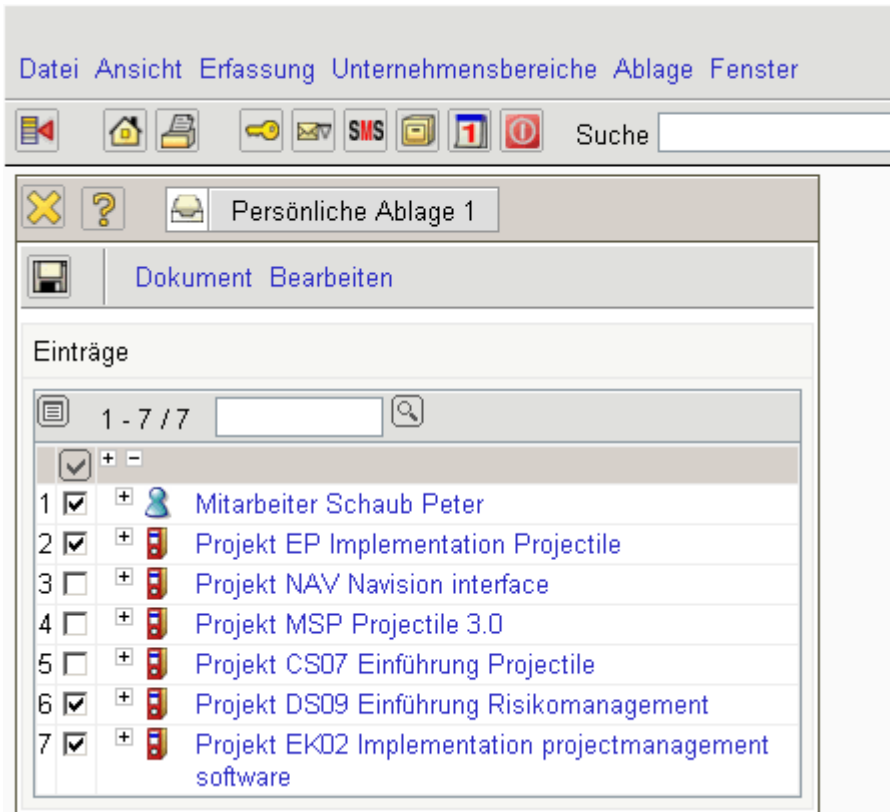 Datei Ansicht Erfassung Unternehmensbereiche Ablage Fenster
SMS 1 Suche
Persönliche Ablage 1
Dokument Bearbeiten
Einträge
1 - 7 / 7
1 Mitarbeiter Schaub Peter
2 Projekt EP Implementation Projectile
3 Projekt NAV Navision interface
4 Projekt MSP Projectile 3.0
5 Projekt CS07 Einführung Projectile
6 Projekt DS09 Einführung Risikomanagement
7 Projekt EK02 Implementation projectmanagement
software